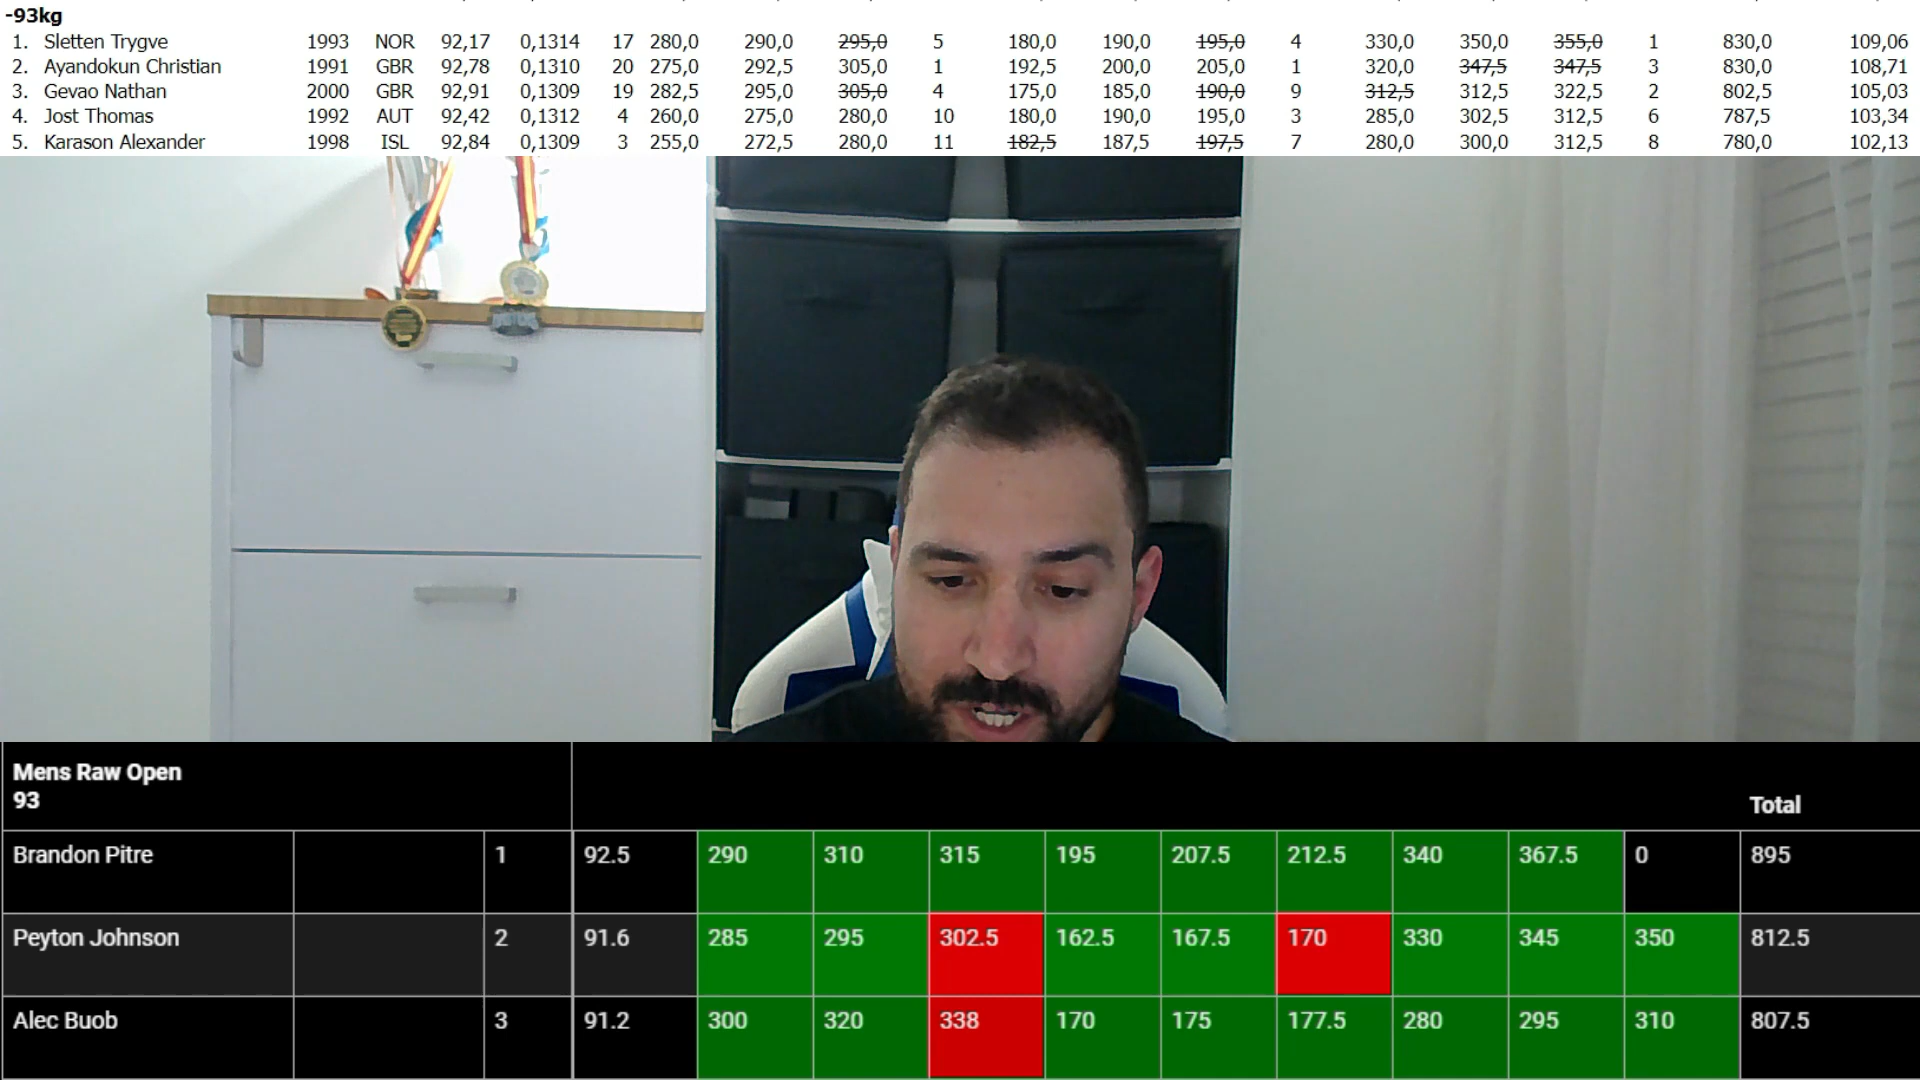 -93kg
1. Sletten Trygve 1993 NOR 92,17 0,1314 17 280,0 290,0 295,0 5 180,0 190,0 195,0 4 330,0 350,0 355,0 1 830,0 109,06
2. Ayandokun Christian 1991 GBR 92,78 0,1310 20 275,0 292,5 305,0 1 192,5 200,0 205,0 1 320,0 347,5 347,5 3 830,0 108,71
3. Gevao Nathan 2000 GBR 92,91 0,1309 19 282,5 295,0 305,0 4 175,0 185,0 190,0 9 312,5 312,5 322,5 2 802,5 105,03
4. Jost Thomas 1992 AUT 92,42 0,1312 4 260,0 275,0 280,0 10 180,0 190,0 195,0 3 285,0 302,5 312,5 6 787,5 103,34
5. Karason Alexander 1998 ISL 92,84 0,1309 3 255,0 272,5 280,0 11 182,5 187,5 197,5 7 280,0 300,0 312,5 8 780,0 102,13
Mens Raw Open
93 Total
Brandon Pitre 1 92.5 290 310 315 195 207.5 212.5 340 367.5 0 895
Peyton Johnson 2 91.6 285 295 302.5 162.5 167.5 170 330 345 350 812.5
Alec Buob 3 91.2 300 320 338 170 175 177.5 280 295 310 807.5